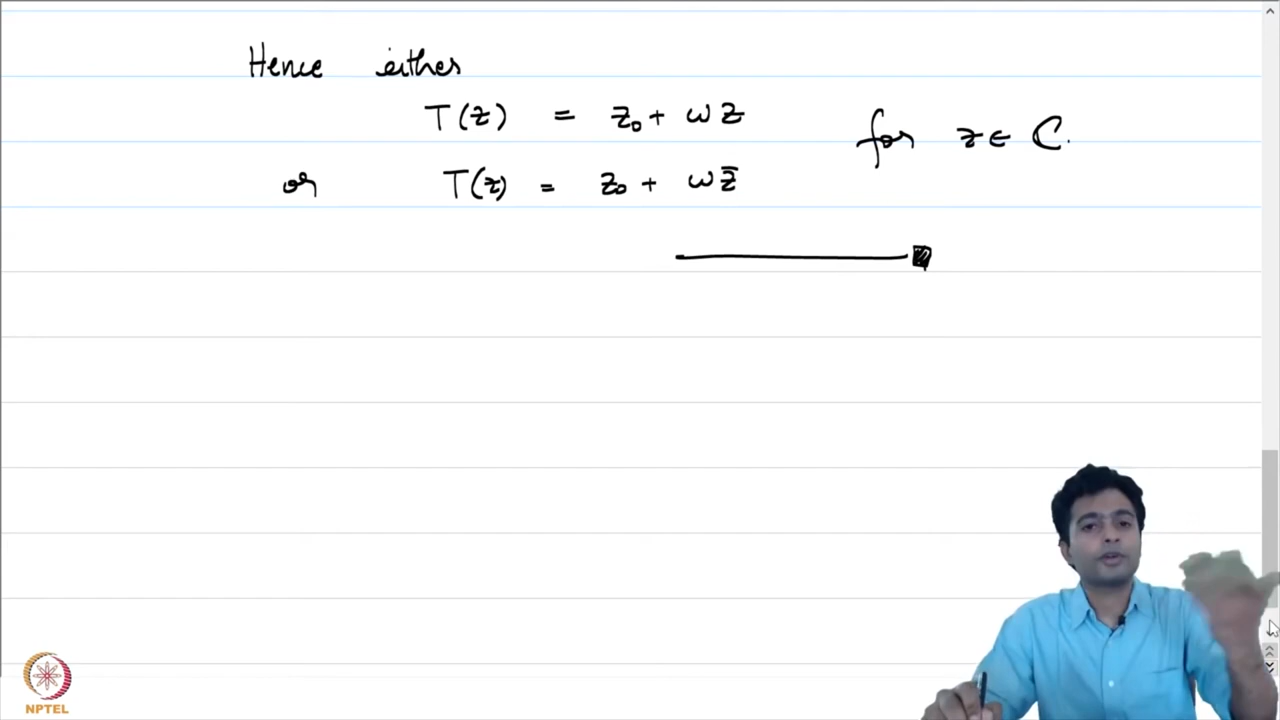 Hence either
T(z) = z₀ + ωz
for z ∈ ℂ.
or T(z) = z₀ + ωz̄
NPTEL